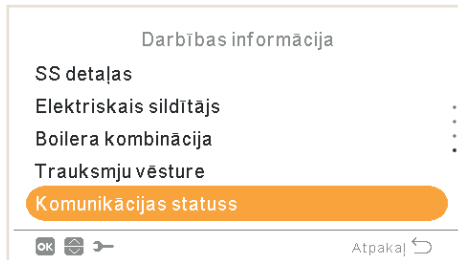 Darbības informācija
SS detaļas
Elektriskais sildītājs
Boilera kombinācija
Trauksmju vēsture
Komunikācijas statuss
OK Atpakaļ